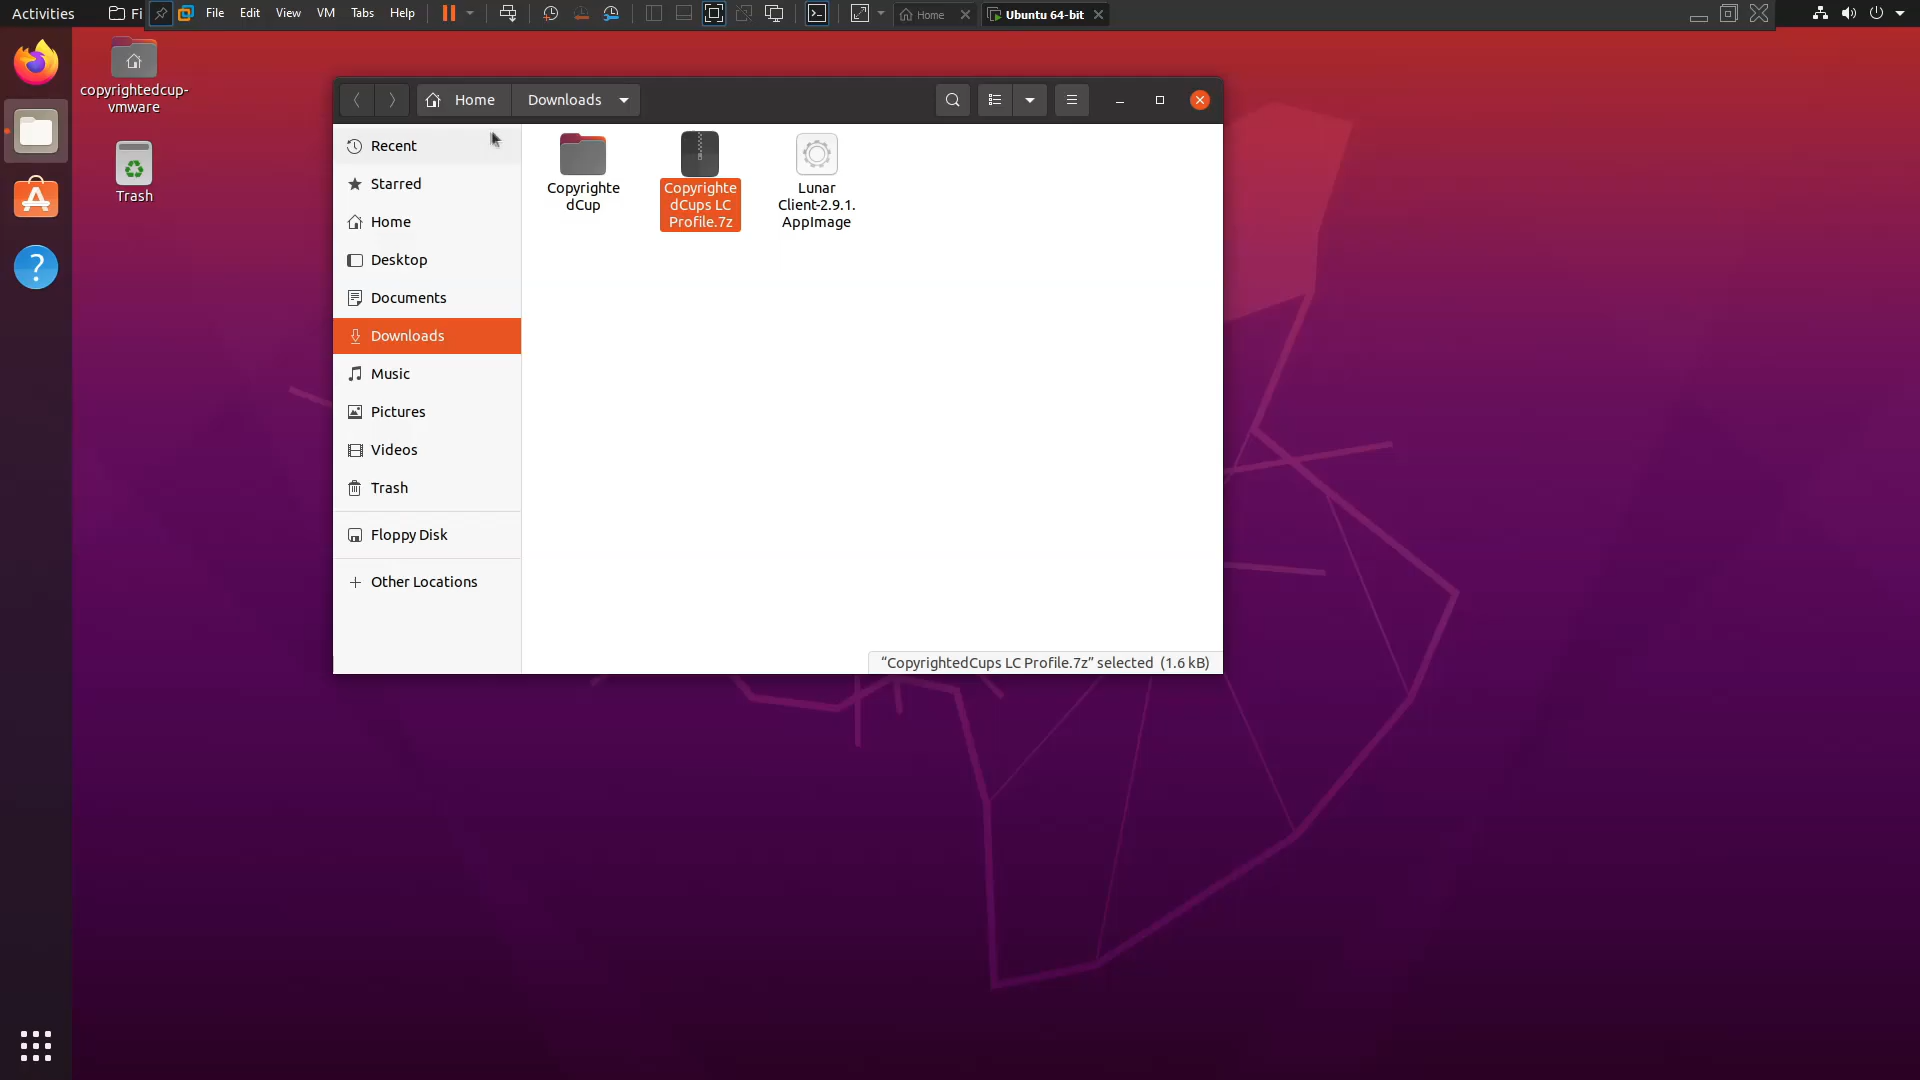 Activities
Fi
File Edit View VM Tabs Help
Home
Ubuntu 64-bit
copyrightedcup-
vmware
Trash
Home
Downloads
Recent
Starred
Home
Desktop
Documents
Downloads
Music
Pictures
Videos
Trash
Floppy Disk
Other Locations
Copyrighte
dCup
Copyrighte
dCups LC
Profile.7z
Lunar
Client-2.9.1.
AppImage
“CopyrightedCups LC Profile.7z” selected (1.6 kB)